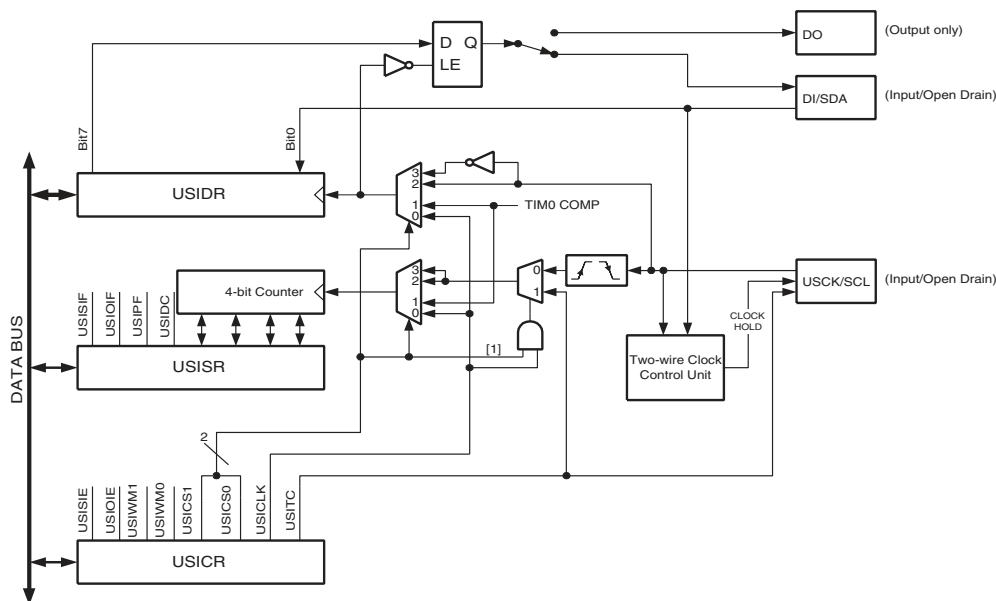 D Q
LE
DO
(Output only)
DI/SDA
(Input/Open Drain)
Bit7
Bit0
USIDR
3
2
1
0
TIM0 COMP
DATA BUS
4-bit Counter
3
2
1
0
0
1
USCK/SCL
(Input/Open Drain)
CLOCK
HOLD
USISIF
USIOIF
USIPF
USIDC
[1]
USISR
Two-wire Clock
Control Unit
2
USISIE
USIOIE
USIWM1
USIWM0
USICS1
USICS0
USICLK
USITC
USICR